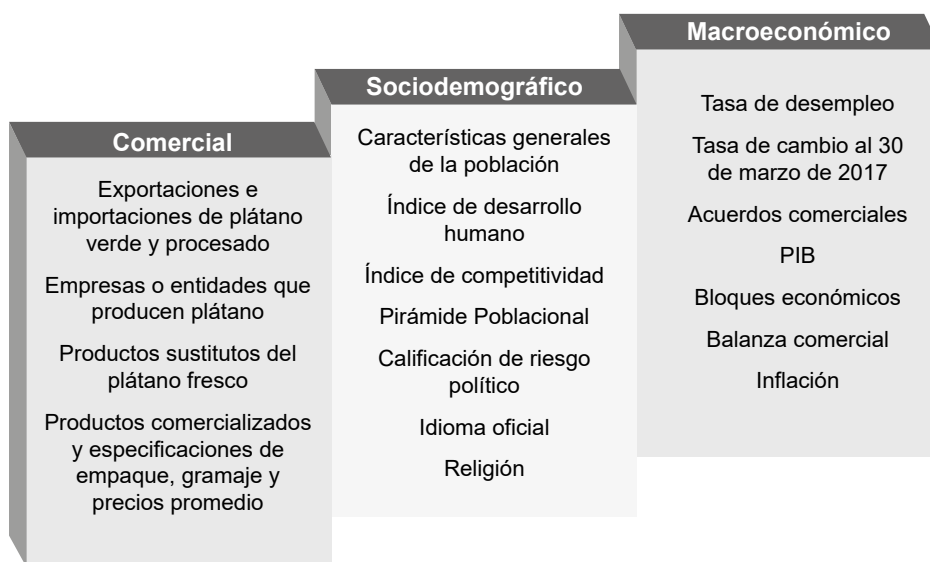 Comercial
Exportaciones e
importaciones de plátano
verde y procesado
Empresas o entidades que
producen plátano
Productos sustitutos del
plátano fresco
Productos comercializados
y especificaciones de
empaque, gramaje y
precios promedio
Sociodemográfico
Características generales
de la población
Índice de desarrollo
humano
Índice de competitividad
Pirámide Poblacional
Calificación de riesgo
político
Idioma oficial
Religión
Macroeconómico
Tasa de desempleo
Tasa de cambio al 30
de marzo de 2017
Acuerdos comerciales
PIB
Bloques económicos
Balanza comercial
Inflación